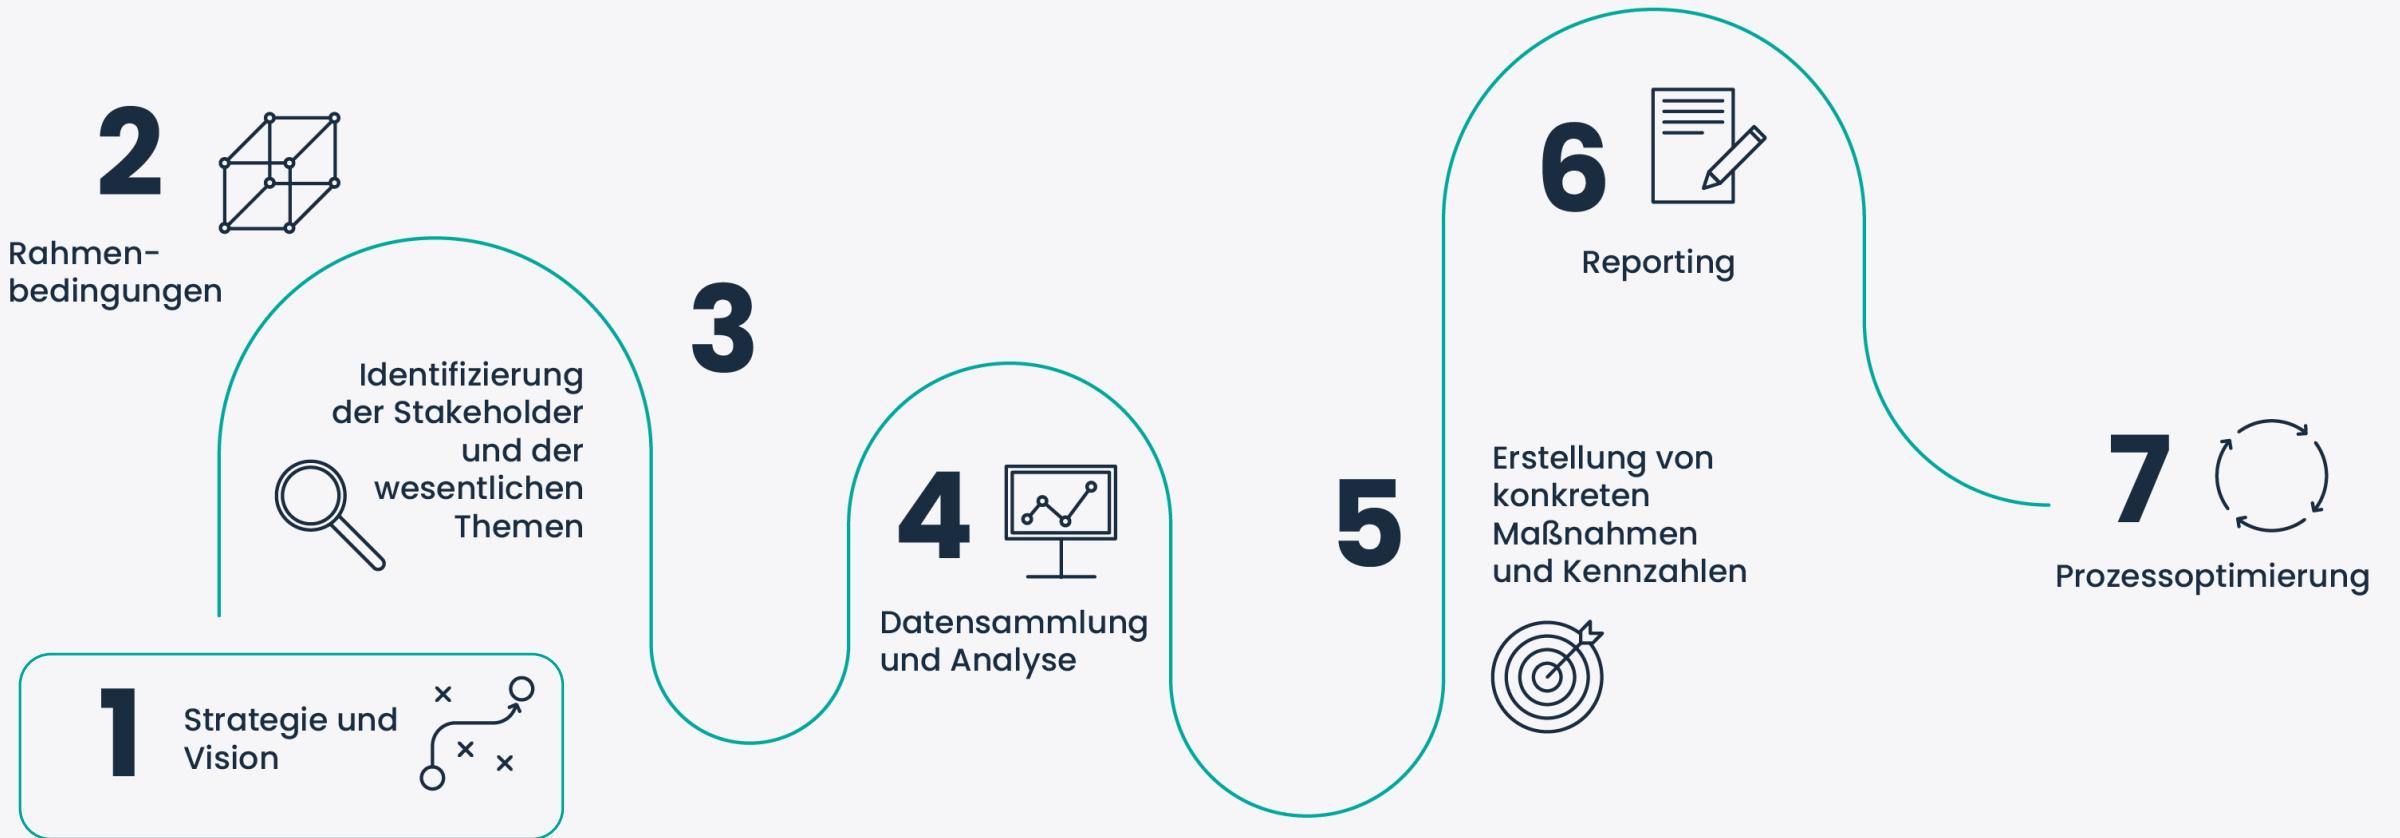 1
Strategie und
Vision
2
Rahmen-
bedingungen
3
Identifizierung
der Stakeholder
und der
wesentlichen
Themen
4
Datensammlung
und Analyse
5
Erstellung von
konkreten
Maßnahmen
und Kennzahlen
6
Reporting
7
Prozessoptimierung